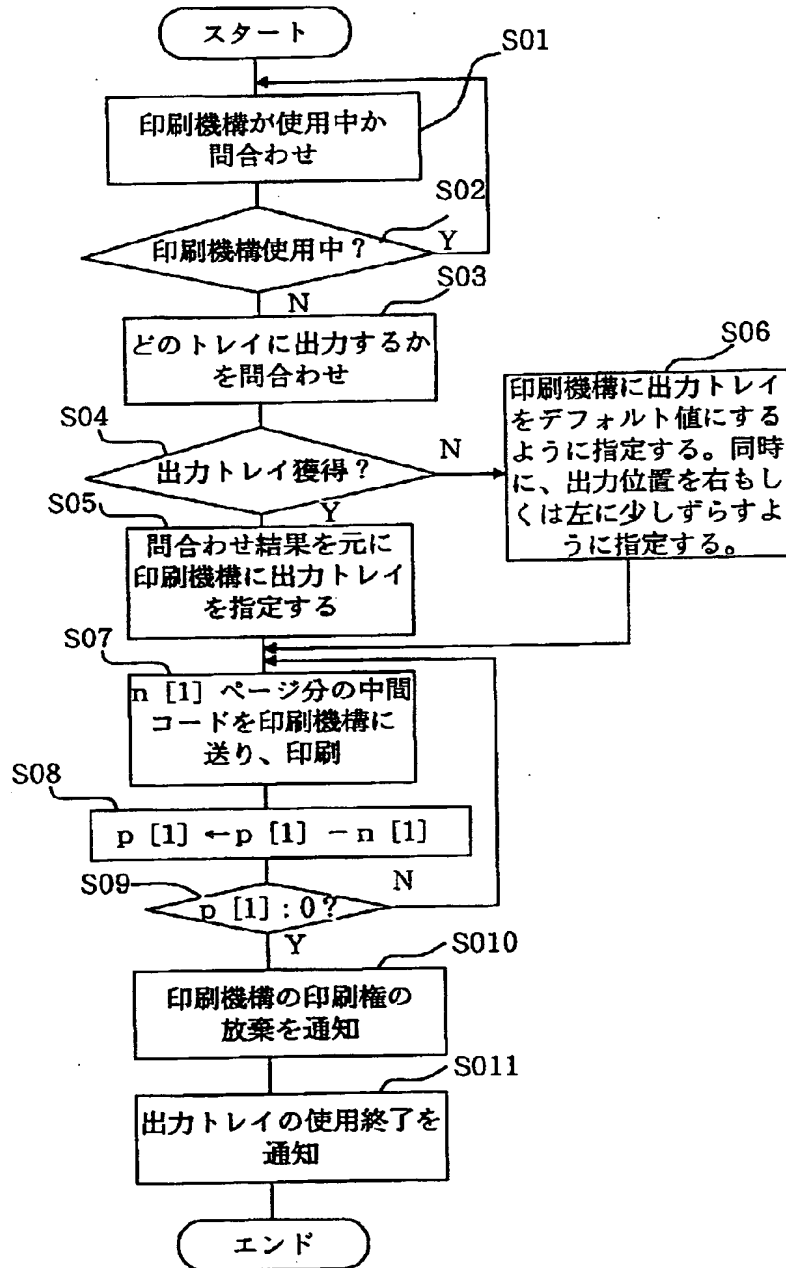 スタート
S01
印刷機構が使用中か
問合わせ
S02
印刷機構使用中？
Y
N
S03
どのトレイに出力するか
を問合わせ
S04
出力トレイ獲得？
N
Y
S06
印刷機構に出力トレイ
をデフォルト値にする
ように指定する。同時
に、出力位置を右もし
くは左に少しずらすよ
うに指定する。
S05
問合わせ結果を元に
印刷機構に出力トレイ
を指定する
S07
n [1] ページ分の中間
コードを印刷機構に
送り、印刷
S08
p [1] ←p [1] －n [1]
S09
p [1] : 0？
N
Y
S010
印刷機構の印刷権の
放棄を通知
S011
出力トレイの使用終了を
通知
エンド